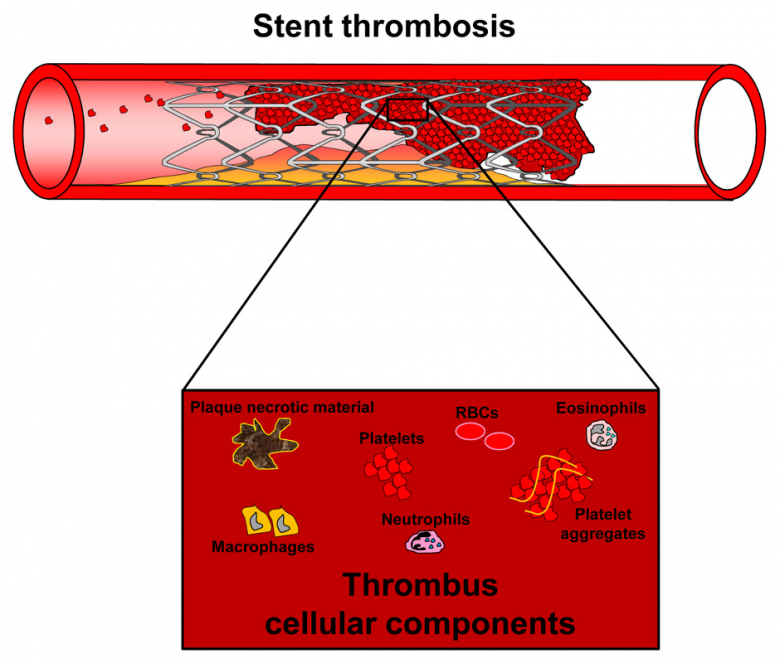 Stent thrombosis
Plaque necrotic material
RBCs
Eosinophils
Platelets
Macrophages
Neutrophils
Platelet
aggregates
Thrombus
cellular components